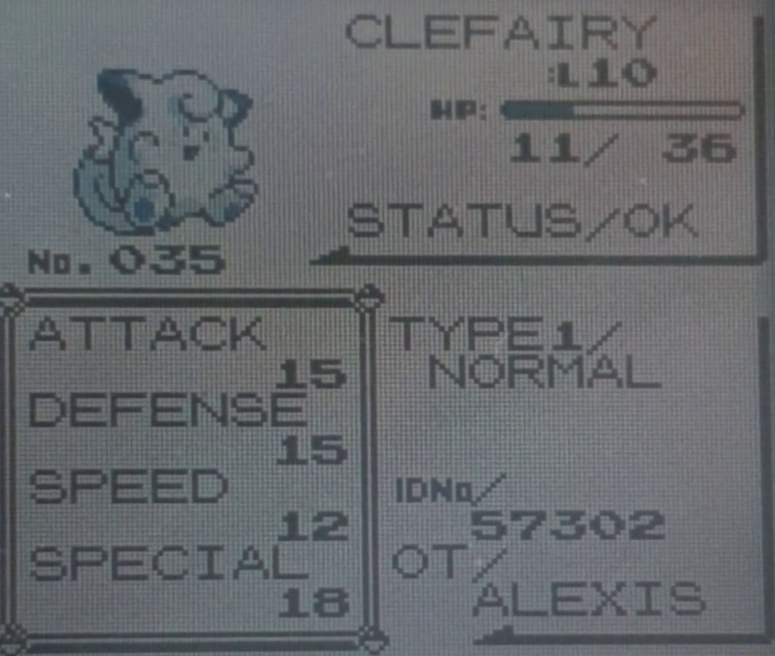 CLEFAIRY
:L10
HP:
11/ 36
STATUS/OK
No. 035
ATTACK
15
DEFENSE
15
SPEED
12
SPECIAL
18
TYPE1/
NORMAL
IDNo/
57302
OT/
ALEXIS